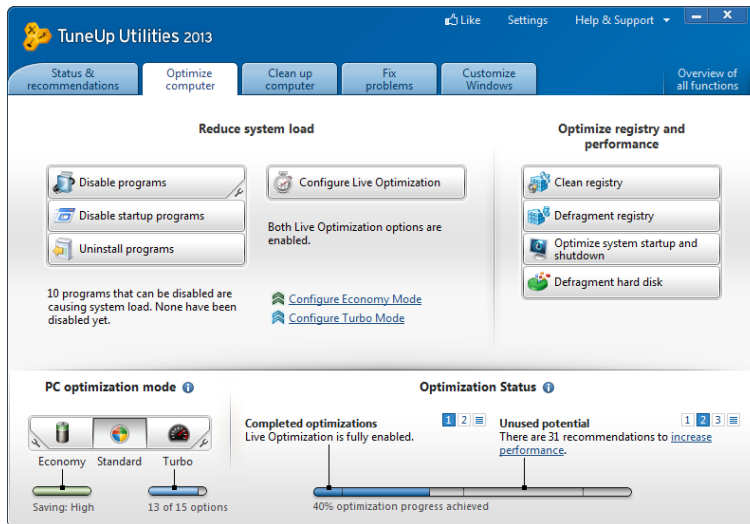 Like
Settings
Help & Support
TuneUp Utilities 2013
Status & recommendations
Optimize computer
Clean up computer
Fix problems
Customize Windows
Overview of all functions
Reduce system load
Disable programs
Disable startup programs
Uninstall programs
10 programs that can be disabled are
causing system load. None have been
disabled yet.
Configure Live Optimization
Both Live Optimization options are
enabled.
Configure Economy Mode
Configure Turbo Mode
Optimize registry and
performance
Clean registry
Defragment registry
Optimize system startup and
shutdown
Defragment hard disk
PC optimization mode
Economy
Standard
Turbo
Saving: High
13 of 15 options
Optimization Status
Completed optimizations
1 2
Live Optimization is fully enabled.
Unused potential
1 2 3
There are 31 recommendations to increase
performance.
40% optimization progress achieved